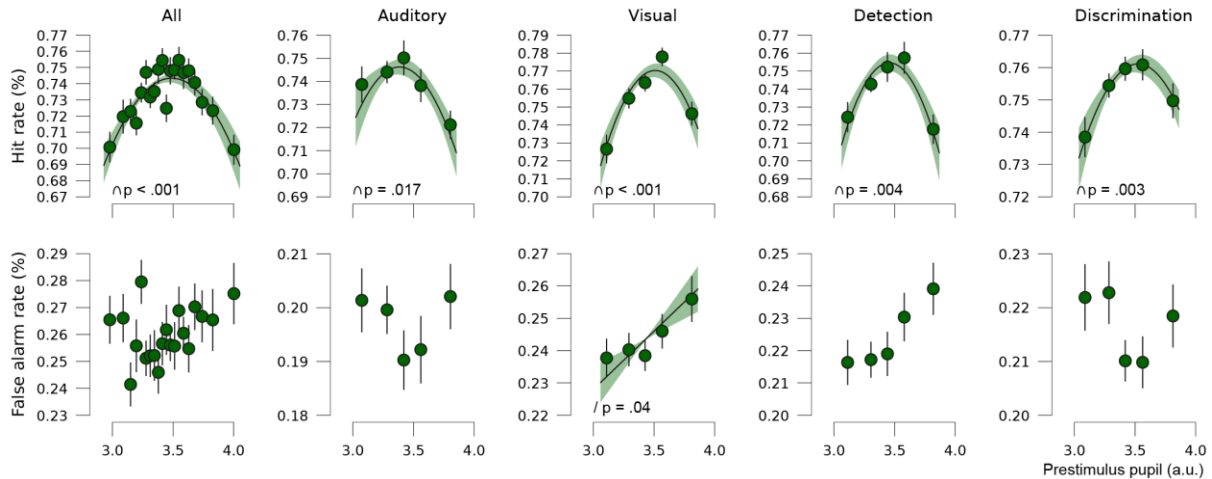 All Auditory Visual Detection Discrimination
Hit rate (%)
0.77 0.76 0.75 0.74 0.73 0.72 0.71 0.70 0.69 0.68 0.67
∩p < .001
3.0 3.5 4.0
0.76 0.75 0.74 0.73 0.72 0.71 0.70 0.69
∩p = .017
0.79 0.78 0.77 0.76 0.75 0.74 0.73 0.72 0.71 0.70
∩p < .001
0.77 0.76 0.75 0.74 0.73 0.72 0.71 0.70 0.69 0.68
∩p = .004
0.77 0.76 0.75 0.74 0.73 0.72
∩p = .003
False alarm rate (%)
0.29 0.28 0.27 0.26 0.25 0.24 0.23
3.0 3.5 4.0
0.21 0.20 0.19 0.18
3.0 3.5 4.0
0.27 0.26 0.25 0.24 0.23 0.22
/ p = .04
3.0 3.5 4.0
0.25 0.24 0.23 0.22 0.21 0.20
3.0 3.5 4.0
0.23 0.22 0.21 0.20
3.0 3.5 4.0
Prestimulus pupil (a.u.)